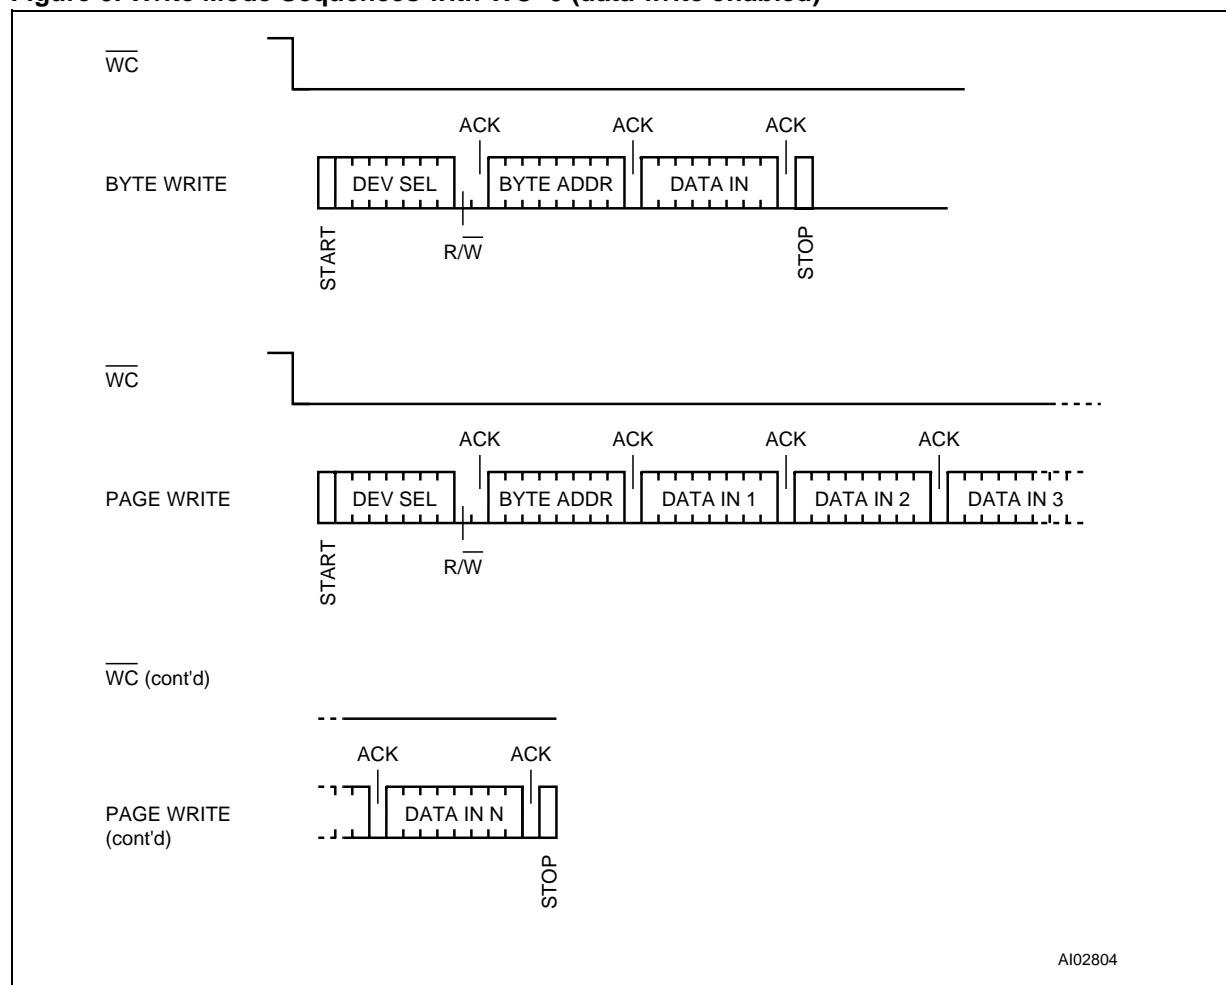 WC
ACK ACK ACK
BYTE WRITE
DEV SEL BYTE ADDR DATA IN
START R/W STOP
WC
ACK ACK ACK ACK
PAGE WRITE
DEV SEL BYTE ADDR DATA IN 1 DATA IN 2 DATA IN 3
START R/W
WC (cont'd)
ACK ACK
PAGE WRITE
(cont'd)
DATA IN N
STOP
AI02804